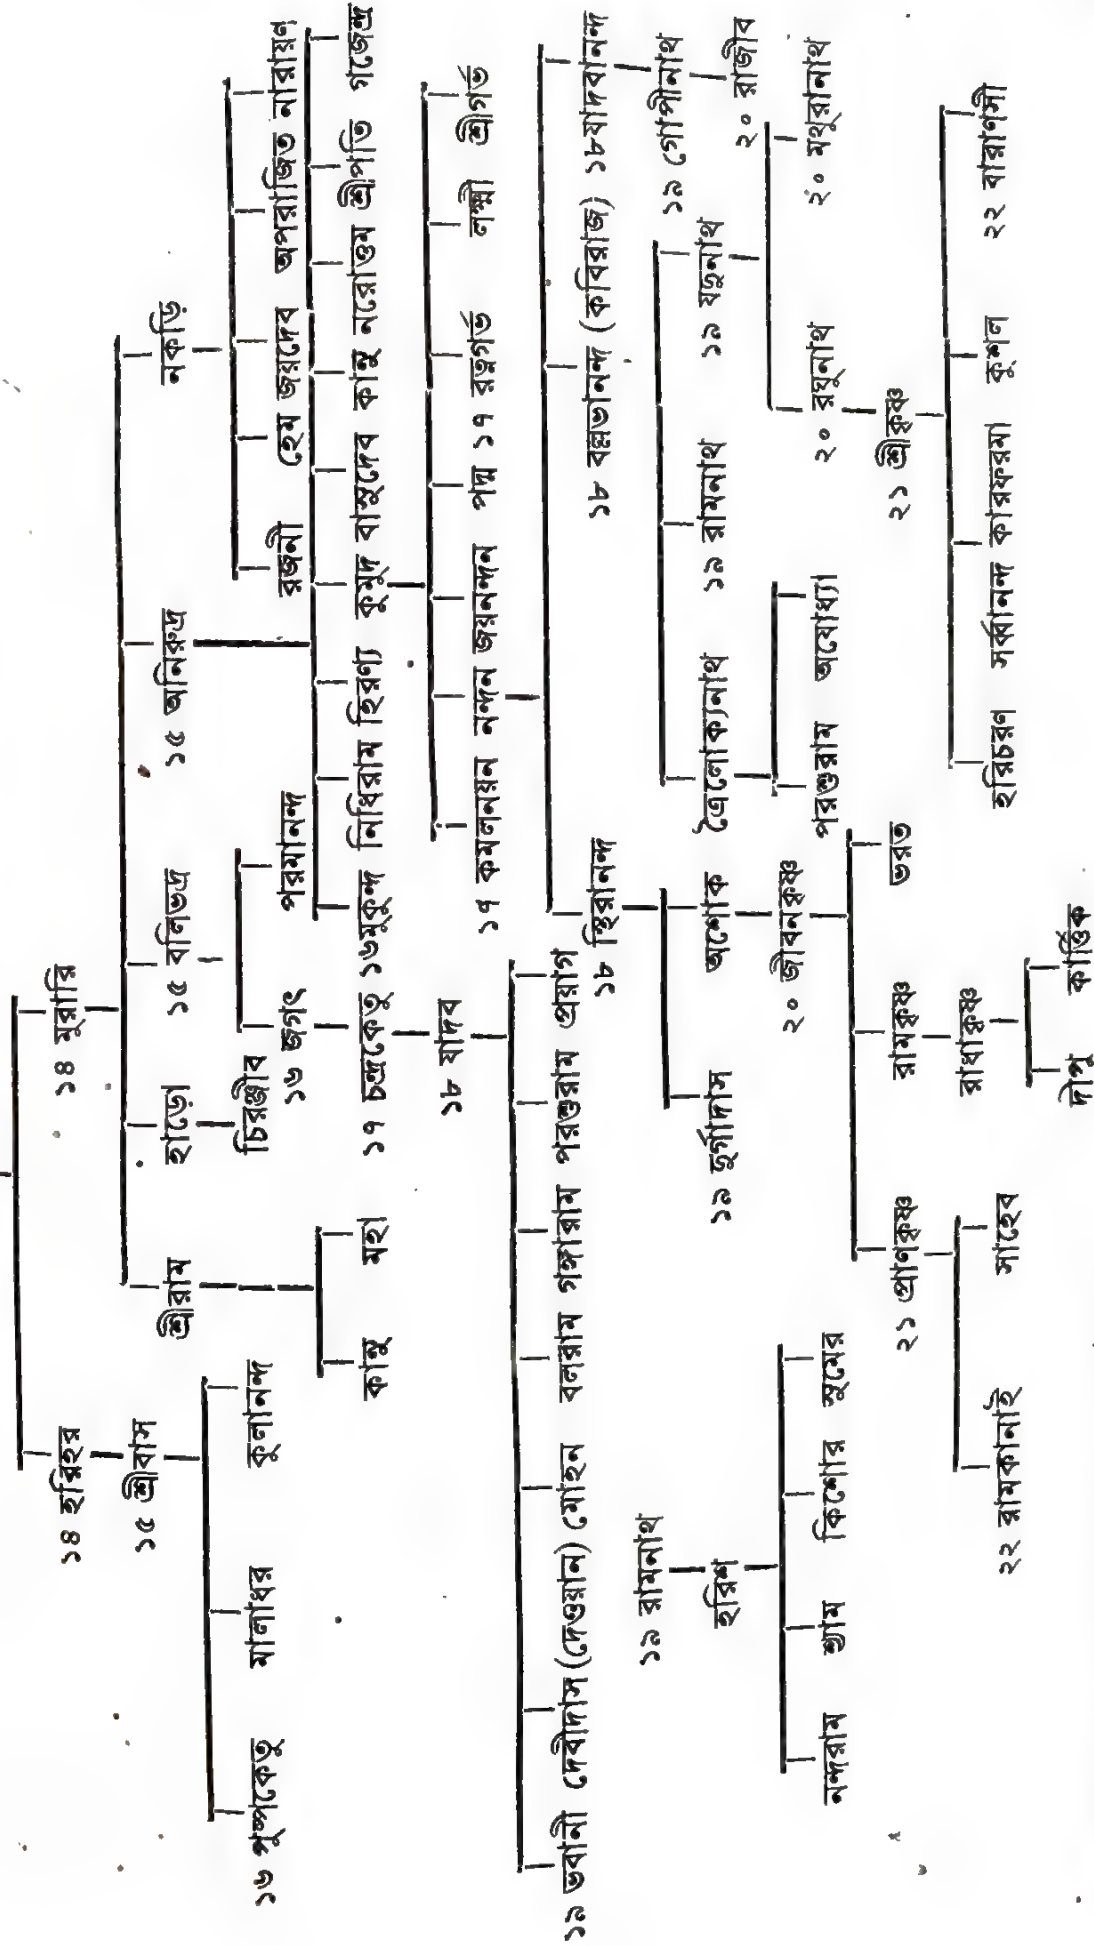 ১৪ হরিহর ১৪ মুরারি
১৫ শ্রীবাস শ্রীরাম হাড়ো ১৫ বলিভদ্র ১৫ অনিরুদ্র নকড়ি
১৬ পুষ্পকেতু মালাধর কুলানন্দ চিরঞ্জীব
১৬ জগৎ পরমানন্দ রজনী হেম জয়দেব অপরাজিত নারায়ণ
কানু মহা ১৭ চন্দ্রকেতু ১৬মুকুন্দ নিধিরাম হিরণ্য কুমুদ বাসুদেব কানু নরোত্তম শ্রীপতি গজেন্দ্র
১৮ যাদব ১৭ কমলনয়ন নন্দন জয়নন্দন পদ্ম ১৭ রত্নগর্ভ লক্ষ্মী শ্রীগর্ভ
১৯ ভবানী দেবীদাস (দেওয়ান) মোহন বলরাম গঙ্গারাম পরশুরাম প্রয়াগ
১৮ স্থিরানন্দ ১৮ বল্লভানন্দ (কবিরাজ) ১৮যাদবানন্দ
১৯ রামনাথ ১৯ গোপীনাথ
হরিশ ১৯ দুর্গাদাস অশোক ত্রৈলোক্যনাথ ১৯ রামনাথ ১৯ যদুনাথ ২০ রাজীব
২০ জীবনকৃষ্ণ
নন্দরাম শ্যাম কিশোর সুমের পরশুরাম অযোধ্যা ২০ রঘুনাথ ২০ মথুরানাথ
২১ প্রাণকৃষ্ণ রামকৃষ্ণ ভরত ২১ শ্রীকৃষ্ণ
রাধাকৃষ্ণ
২২ রামকানাই সাহেব হরিচরণ সর্ব্বানন্দ কারফরমা কুশল ২২ বারাণসী
দীপু কার্ত্তিক